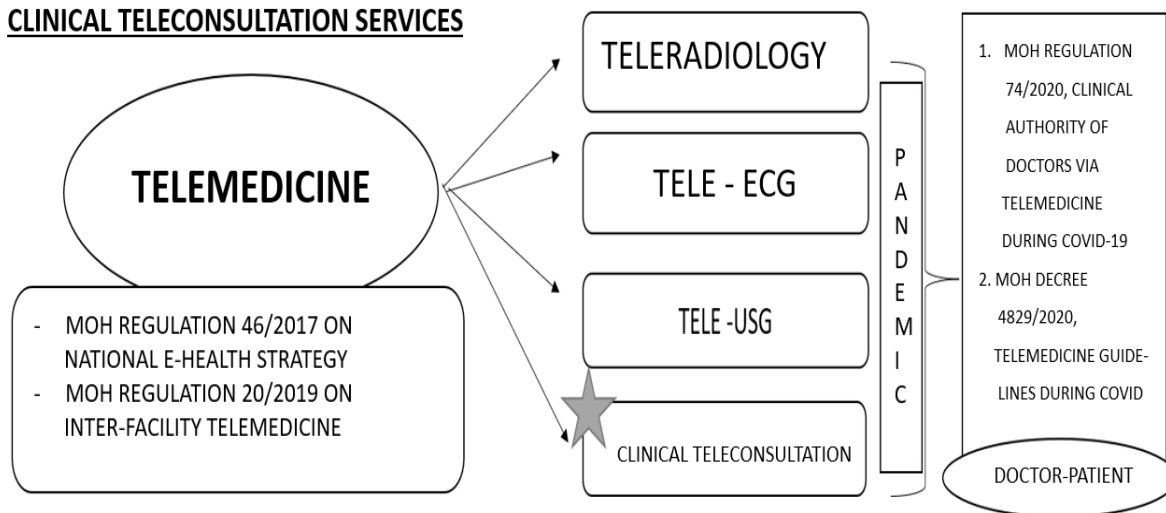 CLINICAL TELECONSULTATION SERVICES
TELEMEDICINE
- MOH REGULATION 46/2017 ON
NATIONAL E-HEALTH STRATEGY
- MOH REGULATION 20/2019 ON
INTER-FACILITY TELEMEDICINE
TELERADIOLOGY
TELE - ECG
TELE -USG
CLINICAL TELECONSULTATION
PANDEMIC
1. MOH REGULATION
74/2020, CLINICAL
AUTHORITY OF
DOCTORS VIA
TELEMEDICINE
DURING COVID-19
2. MOH DECREE
4829/2020,
TELEMEDICINE GUIDE-
LINES DURING COVID
DOCTOR-PATIENT